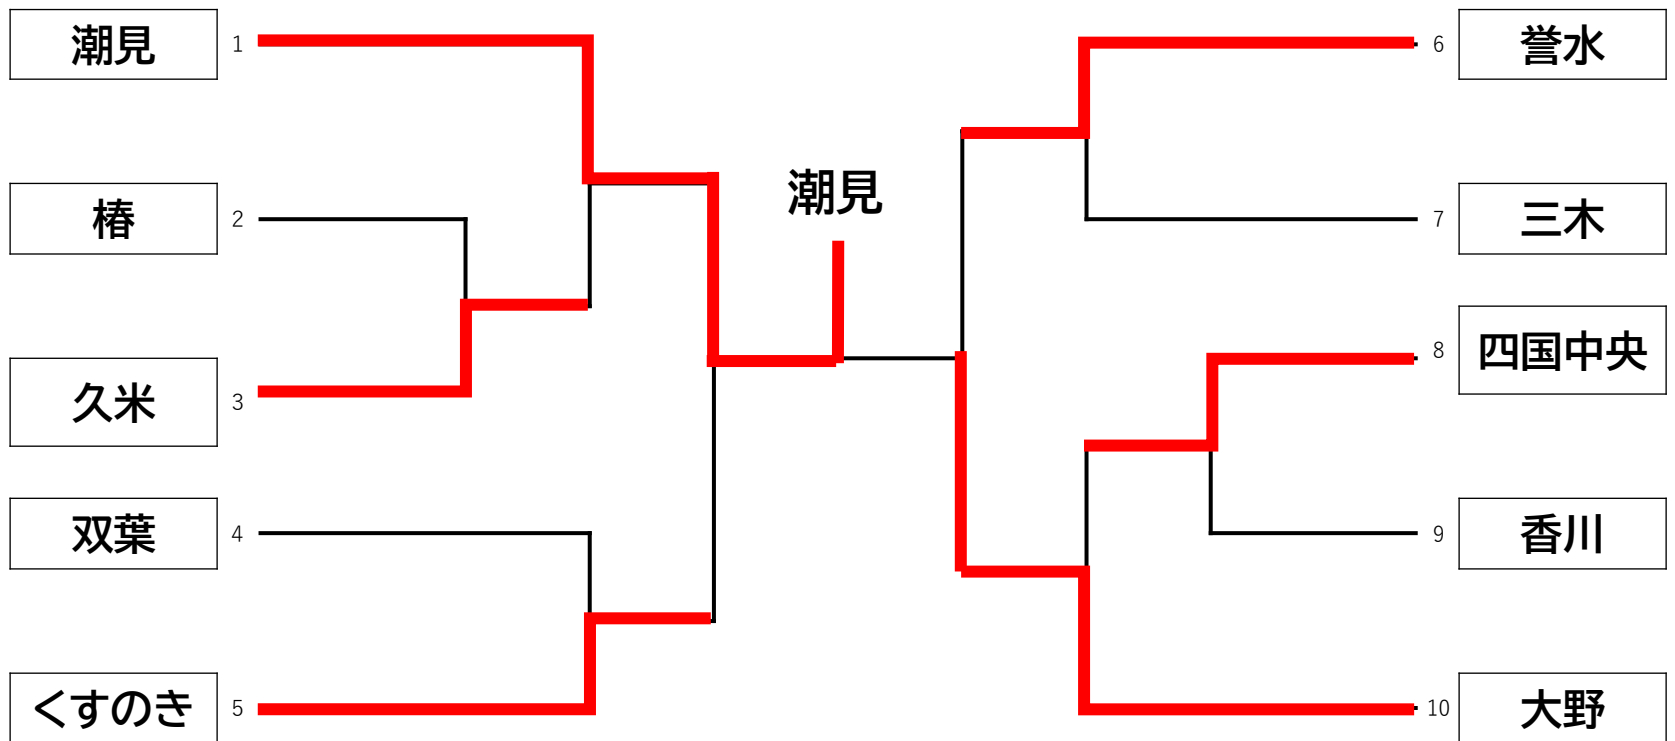 潮見 1
椿 2
久米 3
双葉 4
くすのき 5
潮見
6 誉水
7 三木
8 四国中央
9 香川
10 大野